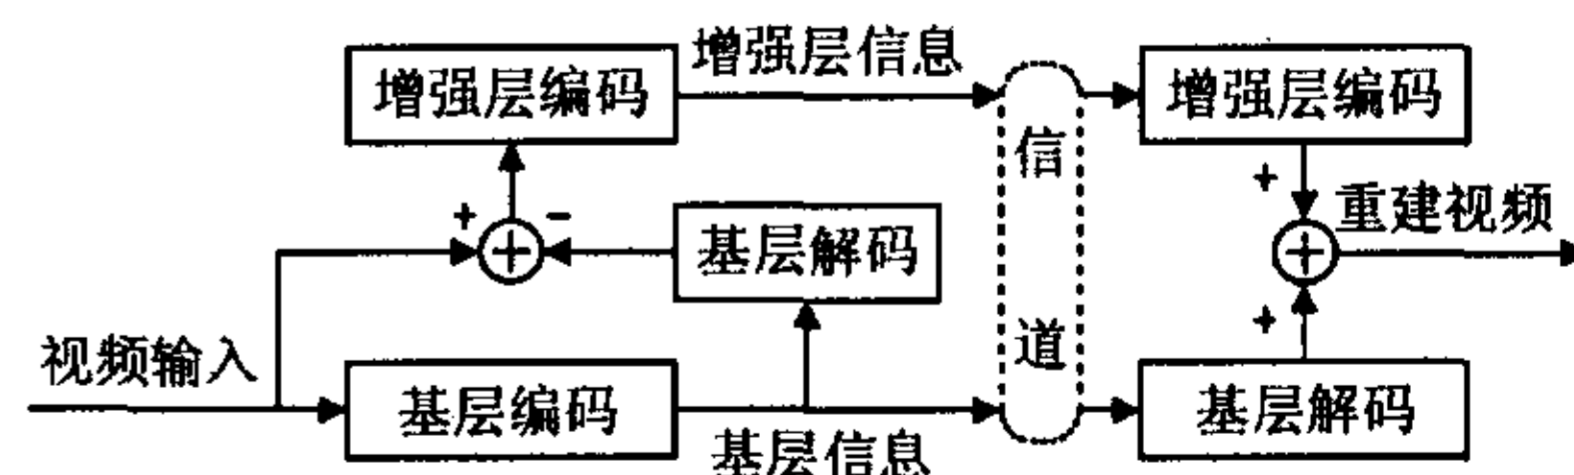 增强层信息
增强层编码
增强层编码
信
道
+
-
+
重建视频
基层解码
+
视频输入
基层编码
基层解码
基层信息